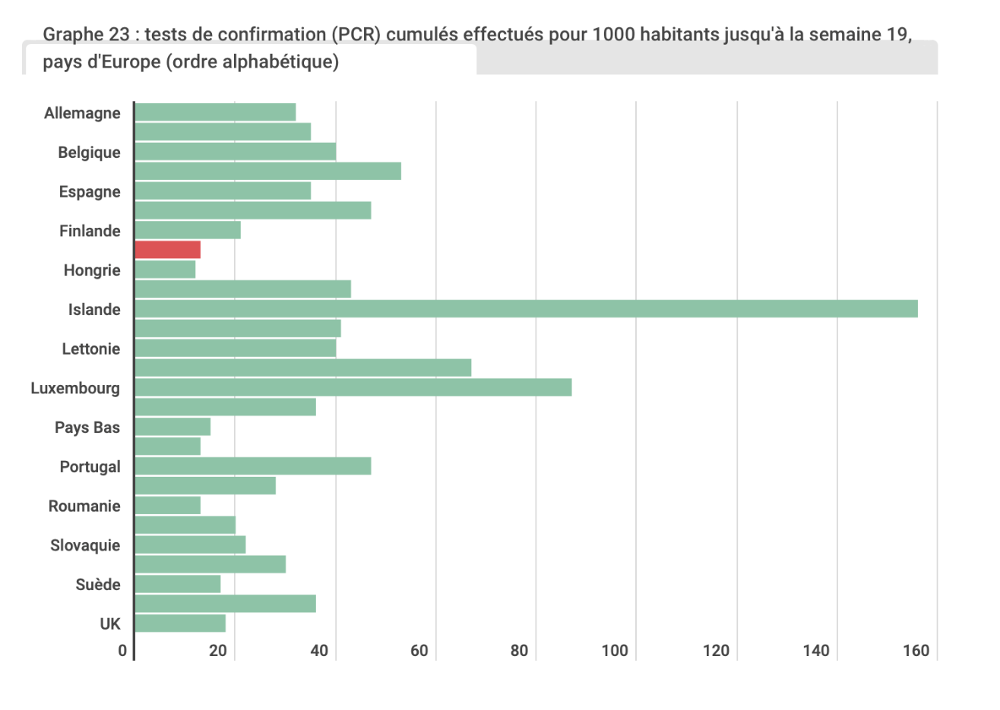 Graphe 23 : tests de confirmation (PCR) cumulés effectués pour 1000 habitants jusqu'à la semaine 19,
pays d'Europe (ordre alphabétique)
Allemagne
Belgique
Espagne
Finlande
Hongrie
Islande
Lettonie
Luxembourg
Pays Bas
Portugal
Roumanie
Slovaquie
Suède
UK
0 20 40 60 80 100 120 140 160